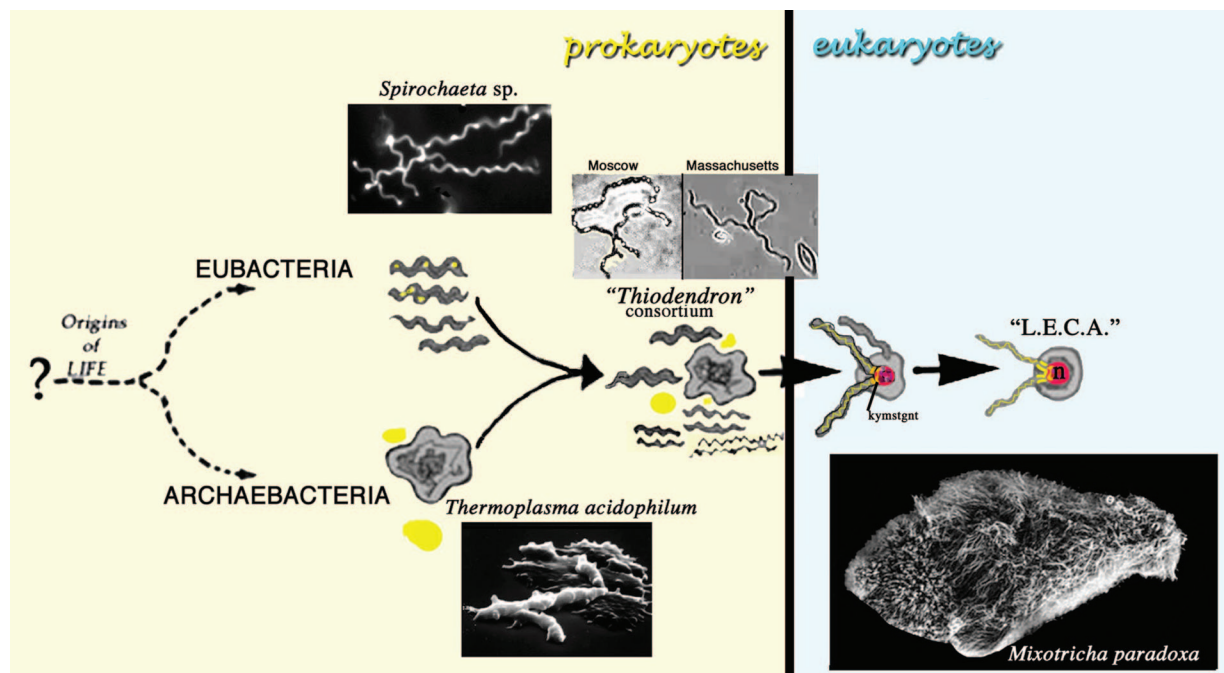 prokaryotes
eukaryotes
Spirochaeta sp.
Moscow
Massachusetts
EUBACTERIA
"Thiodendron"
consortium
Origins
of
LIFE
?
"L.E.C.A."
n
kymstgnt
ARCHAEBACTERIA
Thermoplasma acidophilum
Mixotricha paradoxa